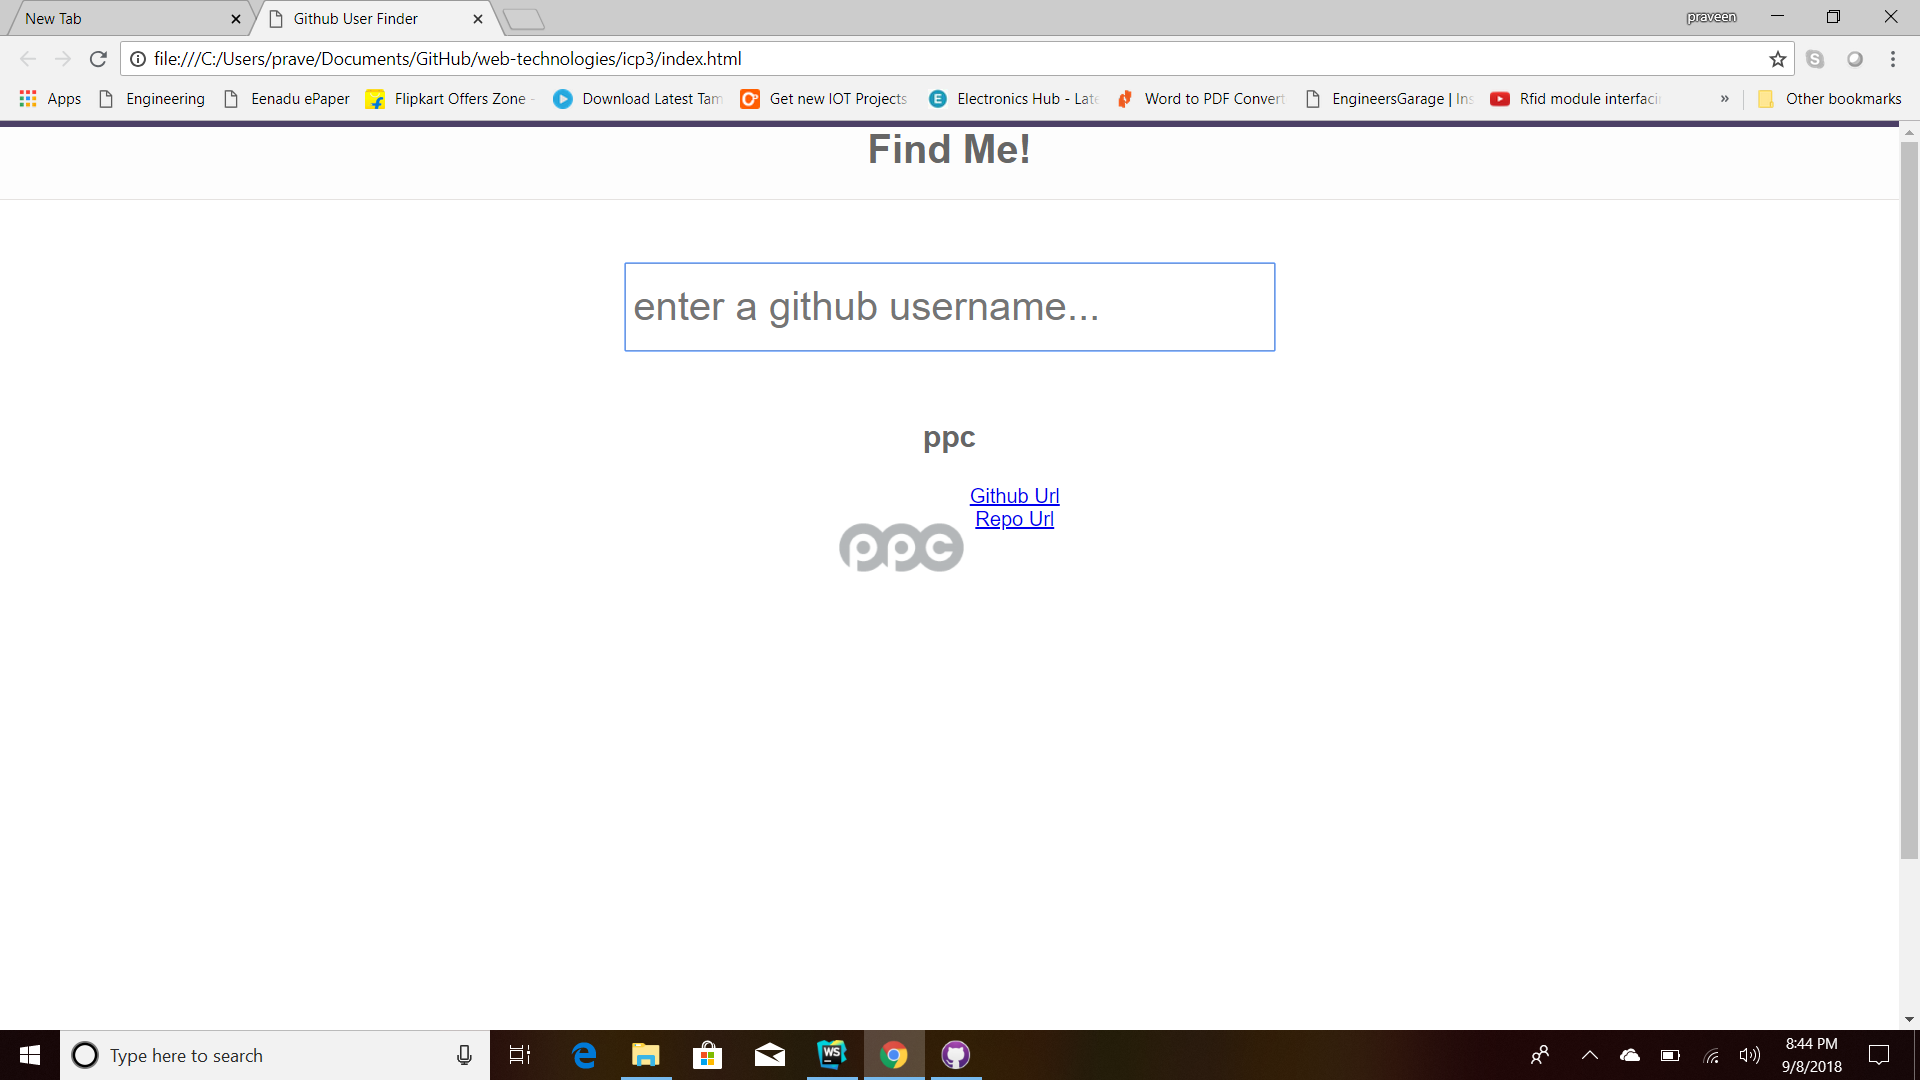 New Tab
Github User Finder
praveen
file:///C:/Users/prave/Documents/GitHub/web-technologies/icp3/index.html
Apps Engineering Eenadu ePaper Flipkart Offers Zone - Download Latest Tam Get new IOT Projects Electronics Hub - Late Word to PDF Convert EngineersGarage | Ins Rfid module interfaci » Other bookmarks
Find Me!
enter a github username...
ppc
Github Url
Repo Url
ppc
Type here to search
WS
8:44 PM
9/8/2018